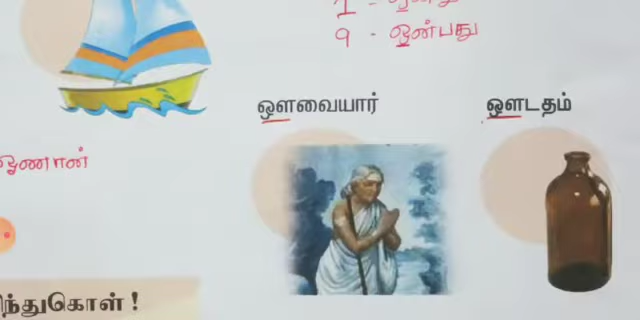 9 - ஒன்பது
ஔவையார்
ஔடதம்
ஓணான்
ந்துகொள் !